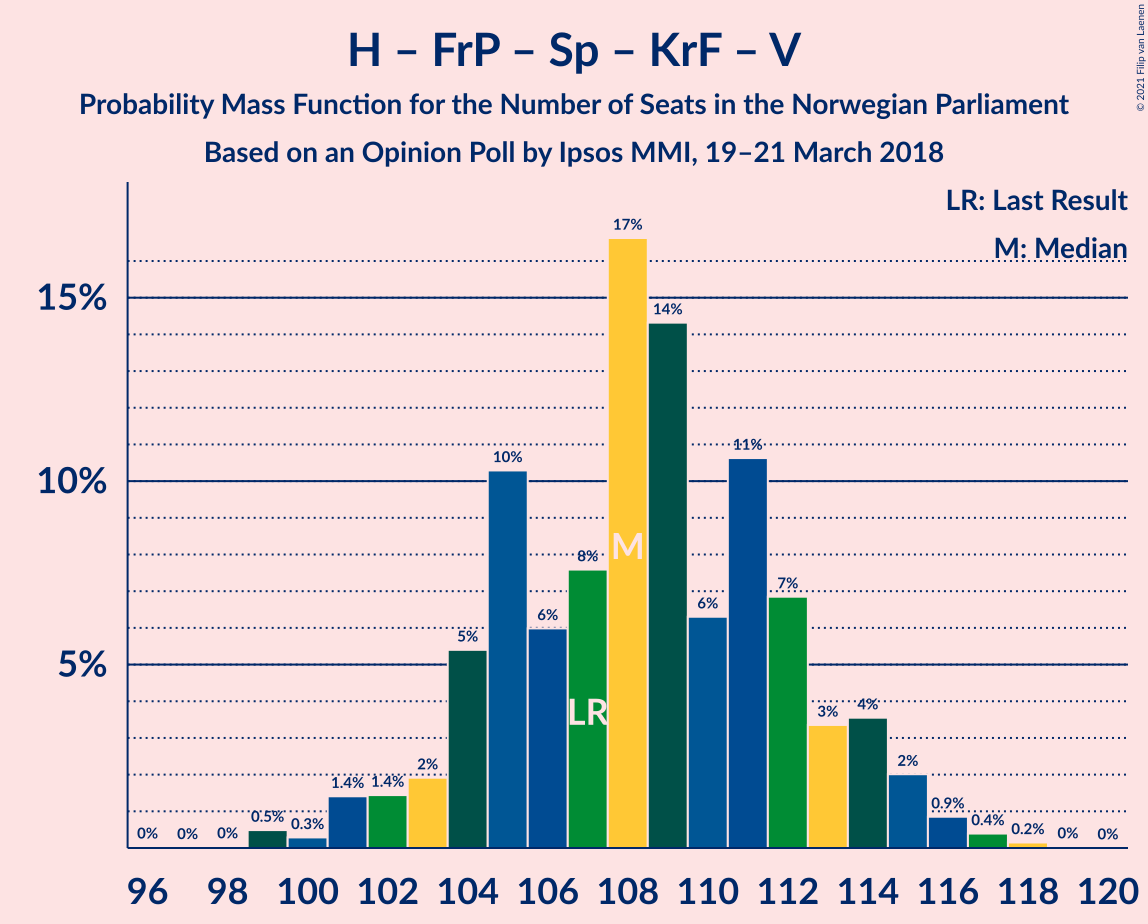 © 2021 Filip van Laenen
H – FrP – Sp – KrF – V
Probability Mass Function for the Number of Seats in the Norwegian Parliament
Based on an Opinion Poll by Ipsos MMI, 19–21 March 2018
LR: Last Result
M: Median
15%
10%
5%
0% 0% 0% 0.5% 0.3% 1.4% 1.4% 2% 5% 10% 6% 8% 17% 14% 6% 11% 7% 3% 4% 2% 0.9% 0.4% 0.2% 0% 0%
M
LR
96 98 100 102 104 106 108 110 112 114 116 118 120